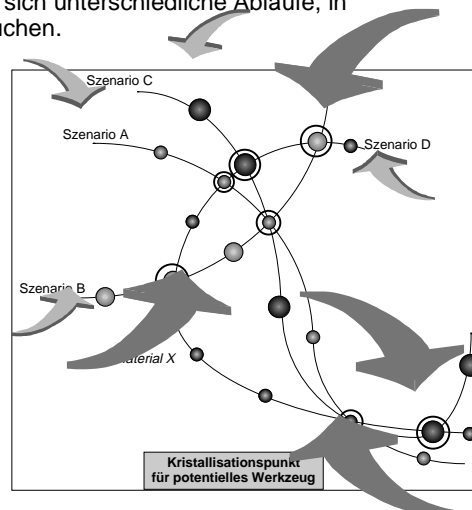 sich unterschiedliche Abläufe, in
uchen.
Szenario C
Szenario A
Szenario D
Szenario B
aterial X
Kristallisationspunkt
für potentielles Werkzeug